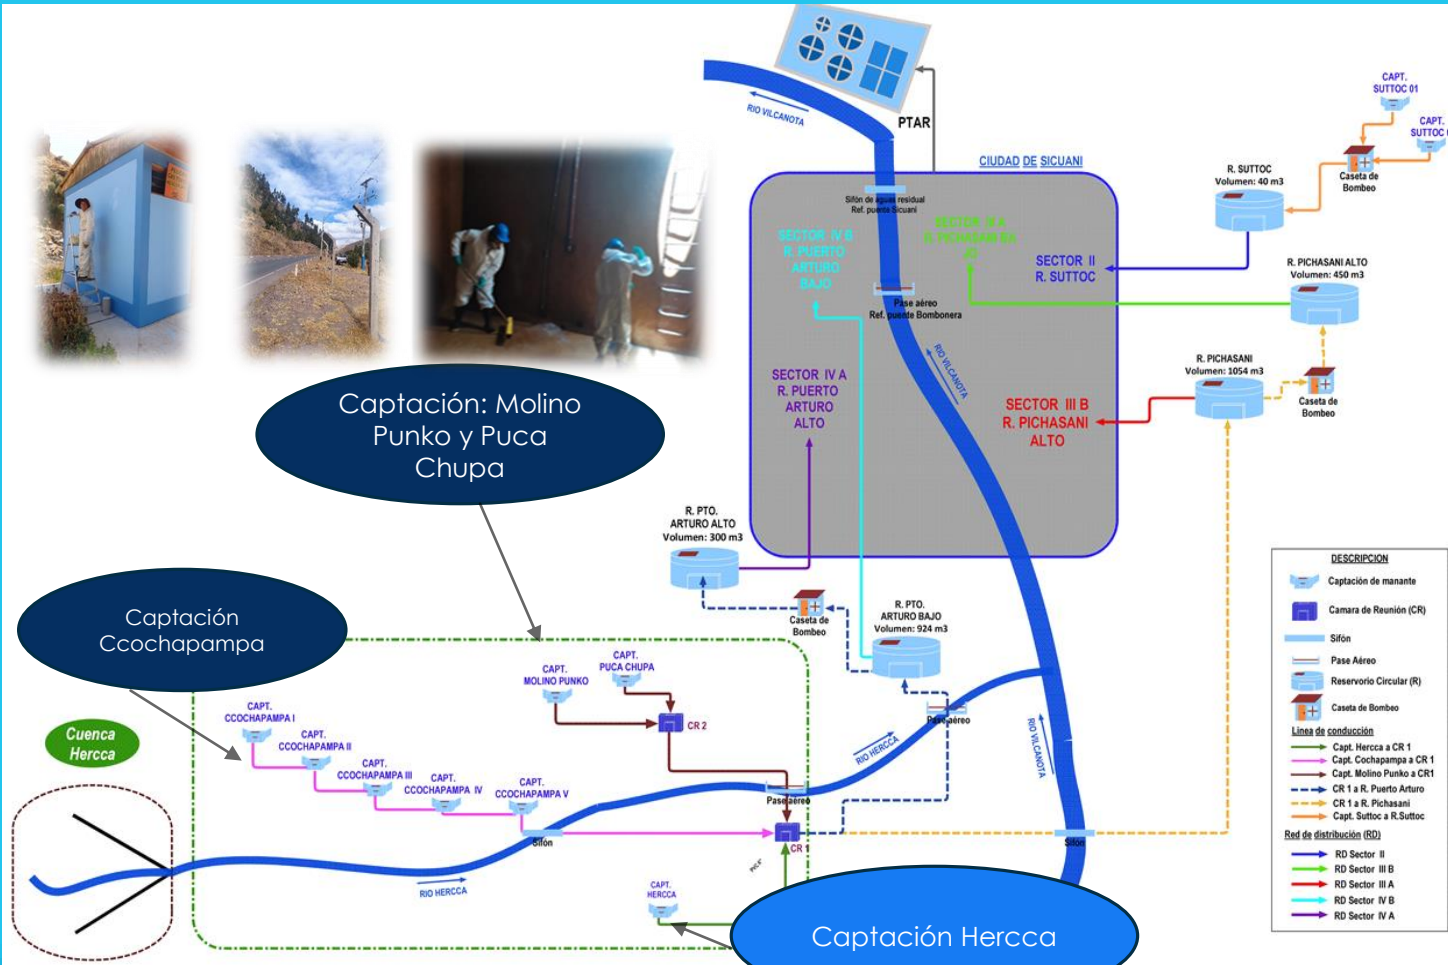 RIO VILCANOTA
PTAR
CIUDAD DE SICUANI
CAPT.
SUTTOC 01
CAPT.
SUTTOC
Caseta de
Bombeo
R. SUTTOC
Volumen: 40 m3
Sifón de aguas residual
Ref. puente Sicuani
SECTOR IV B
R. PUERTO
ARTURO
BAJO
R. PICHASANI
SECTOR II
R. SUTTOC
R. PICHASANI ALTO
Volumen: 450 m3
Pase aéreo
Ref. puente Bombonera
RIO VILCANOTA
R. PICHASANI
Volumen: 1054 m3
Caseta de
Bombeo
SECTOR IV A
R. PUERTO
ARTURO
ALTO
SECTOR III B
R. PICHASANI
ALTO
Captación: Molino
Punko y Puca
Chupa
R. PTO.
ARTURO ALTO
Volumen: 300 m3
Caseta de
Bombeo
R. PTO.
ARTURO BAJO
Volumen: 924 m3
Captación
Ccochapampa
CAPT.
MOLINO PUNKO
CAPT.
PUCA CHUPA
CR 2
Pase aéreo
RIO VILCANOTA
RIO HERCCA
Cuenca
Hercca
CAPT.
CCOCHAPAMPA I
CAPT.
CCOCHAPAMPA II
CAPT.
CCOCHAPAMPA III
CAPT.
CCOCHAPAMPA IV
CAPT.
CCOCHAPAMPA V
Pase aéreo
Sifón
CR
Sifón
RIO HERCCA
CAPT.
HERCCA
Captación Hercca
DESCRIPCION
Captación de manante
Camara de Reunión (CR)
Sifón
Pase Aéreo
Reservorio Circular (R)
Caseta de Bombeo
Linea de conducción
Capt. Hercca a CR 1
Capt. Cochapampa a CR 1
Capt. Molino Punko a CR1
CR 1 a R. Puerto Arturo
CR 1 a R. Pichasani
Capt. Suttoc a R.Suttoc
Red de distribución (RD)
RD Sector II
RD Sector III B
RD Sector III A
RD Sector IV B
RD Sector IV A